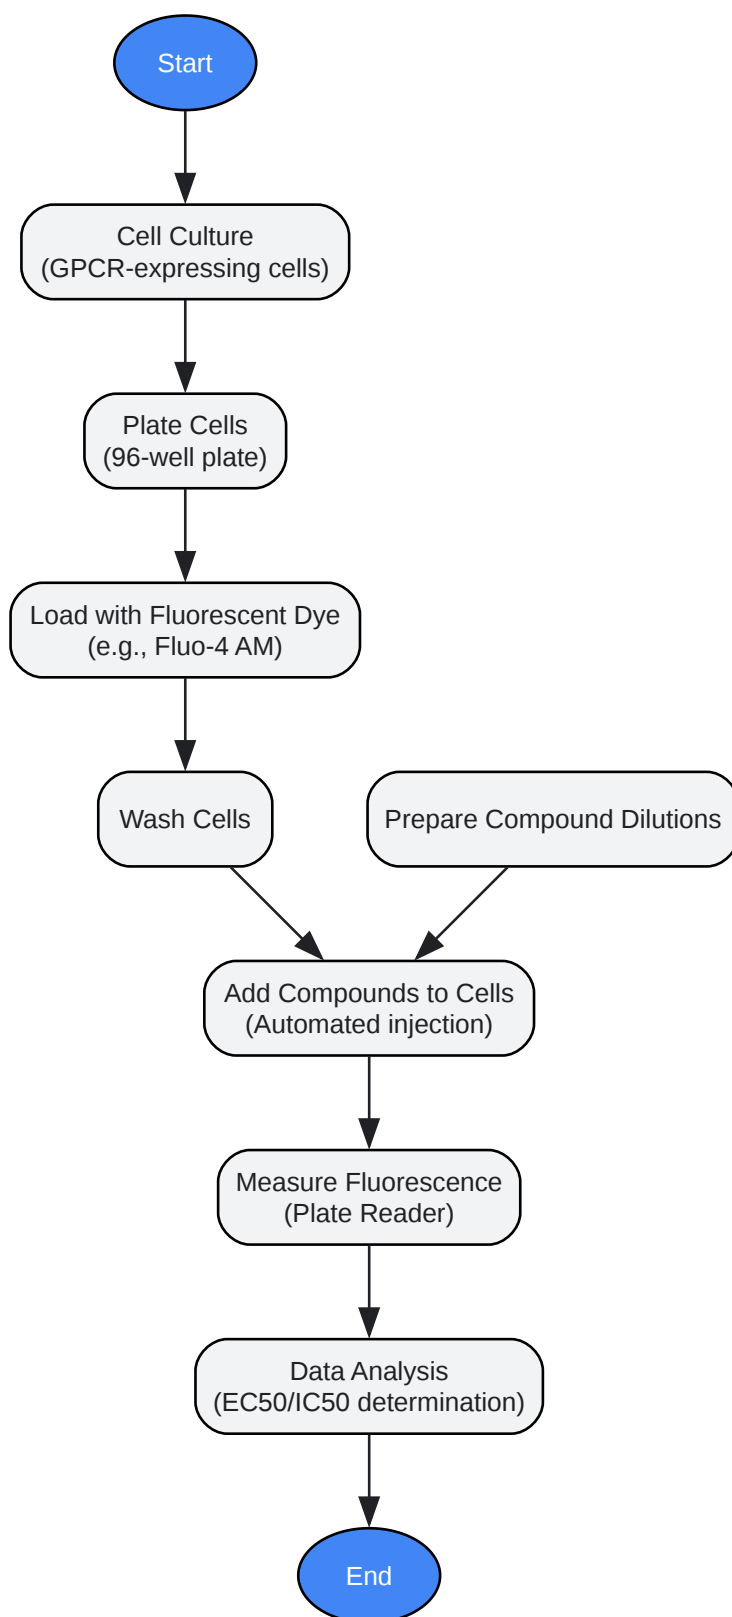 Start
Cell Culture
(GPCR-expressing cells)
Plate Cells
(96-well plate)
Load with Fluorescent Dye
(e.g., Fluo-4 AM)
Wash Cells
Prepare Compound Dilutions
Add Compounds to Cells
(Automated injection)
Measure Fluorescence
(Plate Reader)
Data Analysis
(EC50/IC50 determination)
End